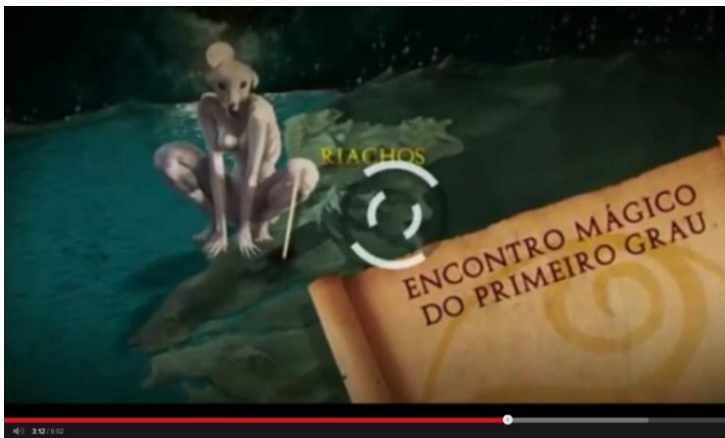 RIACHOS
ENCONTRO MÁGICO
DO PRIMEIRO GRAU
3:12 / 5:02